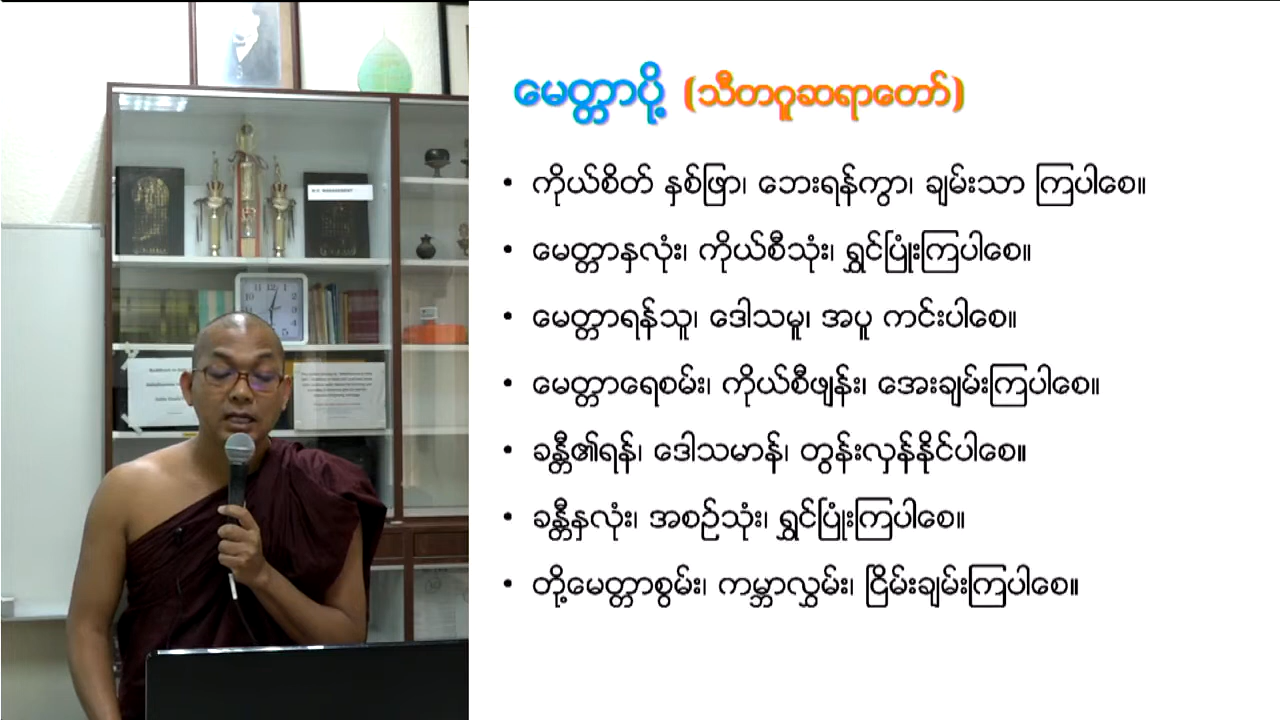 မေတ္တာပို့ (သီတဂူဆရာတော်)
• ကိုယ်စိတ် နှစ်ဖြာ၊ ဘေးရန်ကွာ၊ ချမ်းသာ ကြပါစေ။
• မေတ္တာနှလုံး၊ ကိုယ်စီသုံး၊ ရွှင်ပြုံးကြပါစေ။
• မေတ္တာရန်သူ၊ ဒေါသမူ၊ အပူ ကင်းပါစေ။
• မေတ္တာရေစမ်း၊ ကိုယ်စီဖျန်း၊ အေးချမ်းကြပါစေ။
• ခန္တီ၏ရန်၊ ဒေါသမာန်၊ တွန်းလှန်နိုင်ပါစေ။
• ခန္တီနှလုံး၊ အစဉ်သုံး၊ ရွှင်ပြုံးကြပါစေ။
• တို့မေတ္တာစွမ်း၊ ကမ္ဘာလွှမ်း၊ ငြိမ်းချမ်းကြပါစေ။